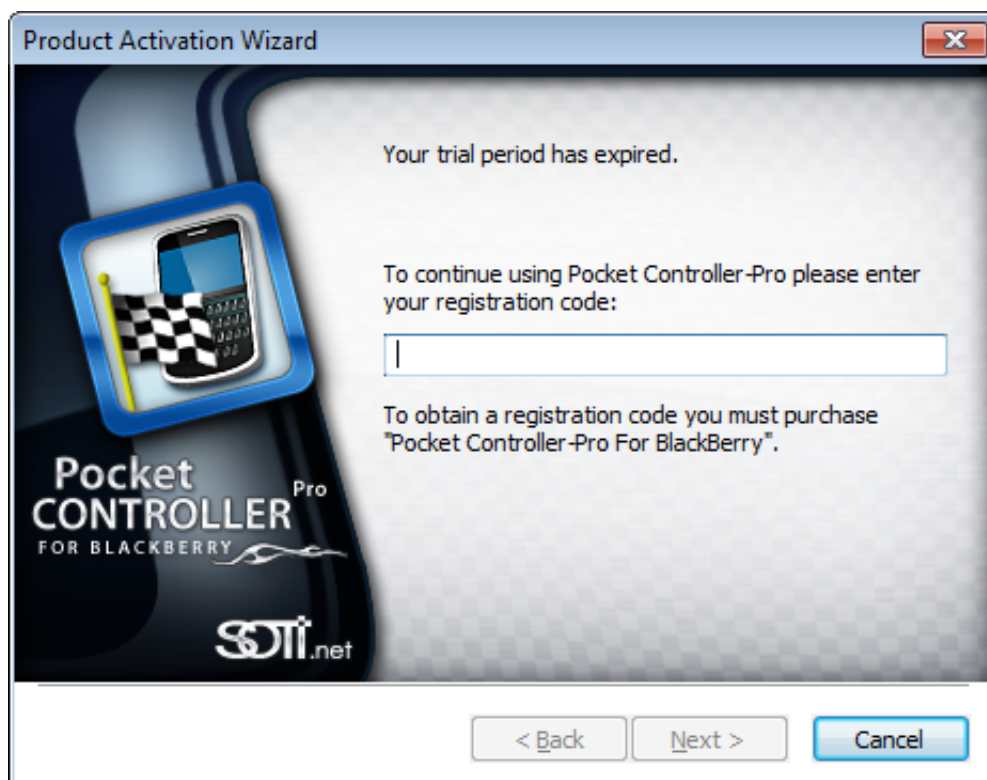 Product Activation Wizard
Your trial period has expired.
To continue using Pocket Controller-Pro please enter
your registration code:
To obtain a registration code you must purchase
"Pocket Controller-Pro For BlackBerry".
Pocket
Pro
CONTROLLER
FOR BLACKBERRY
SOTI.net
< Back
Next >
Cancel